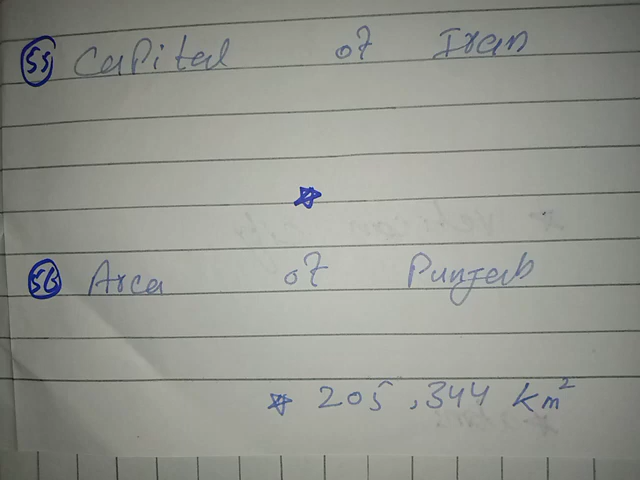 55 Capital of Iran
☆
56 Area of Punjab
☆ 205,344 km²